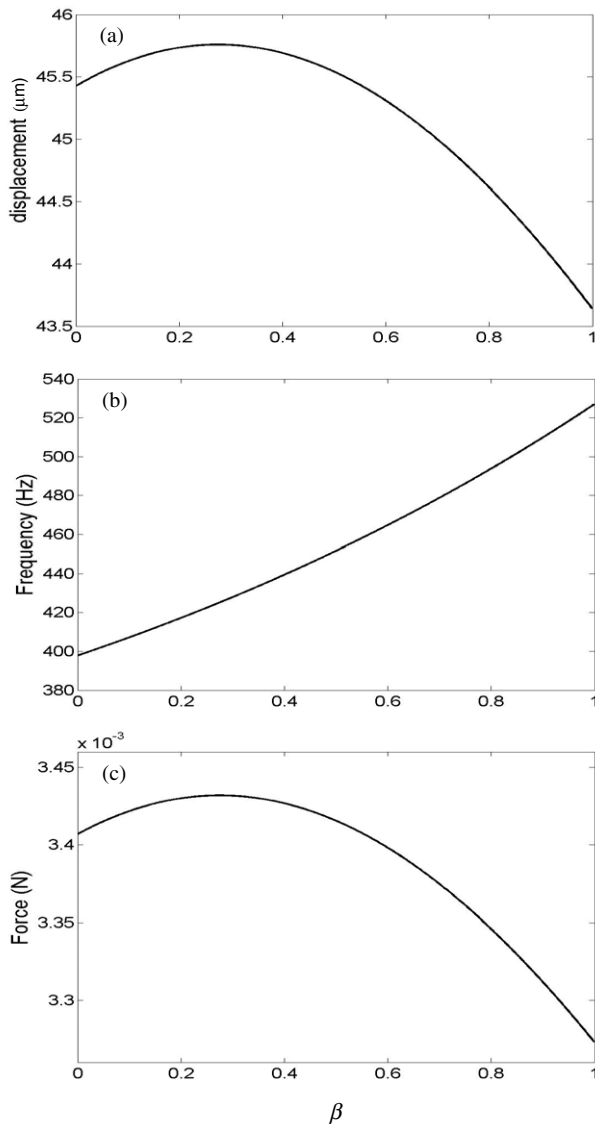 (a)
displacement (μm)
46
45.5
45
44.5
44
43.5
0 0.2 0.4 0.6 0.8 1
(b)
Frequency (Hz)
540
520
500
480
460
440
420
400
380
0 0.2 0.4 0.6 0.8 1
x 10⁻³
(c)
Force (N)
3.45
3.4
3.35
3.3
0 0.2 0.4 0.6 0.8 1
β